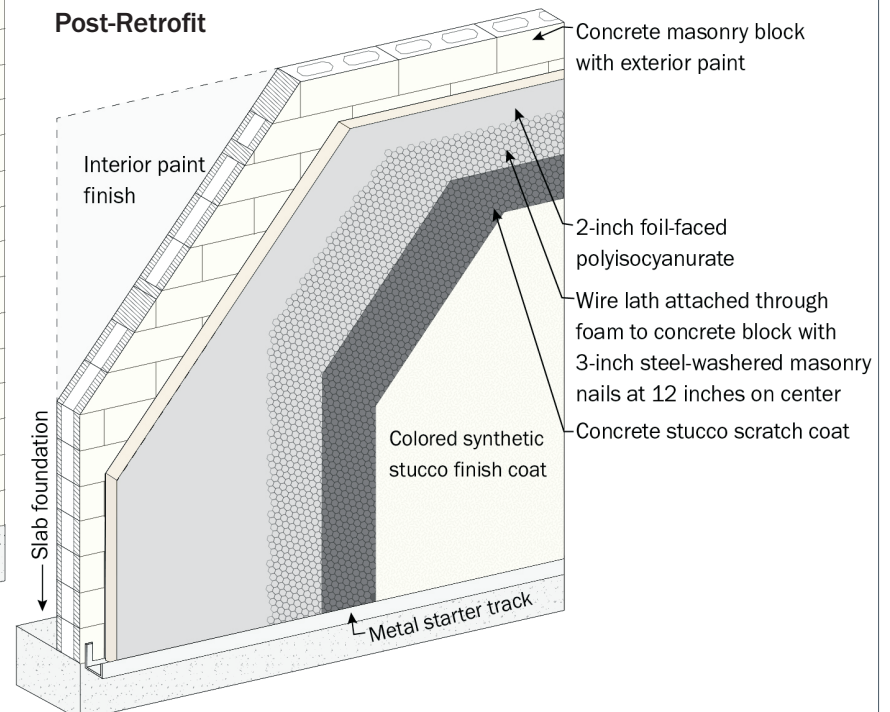 Post-Retrofit
Concrete masonry block
with exterior paint
Interior paint
finish
2-inch foil-faced
polyisocyanurate
Wire lath attached through
foam to concrete block with
3-inch steel-washered masonry
nails at 12 inches on center
Concrete stucco scratch coat
Colored synthetic
stucco finish coat
Slab foundation
Metal starter track